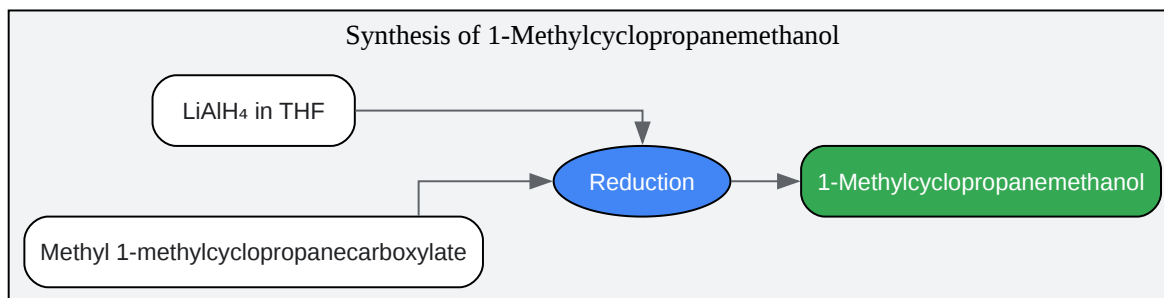 Synthesis of 1-Methylcyclopropanemethanol
LiAlH₄ in THF
Reduction
1-Methylcyclopropanemethanol
Methyl 1-methylcyclopropanecarboxylate